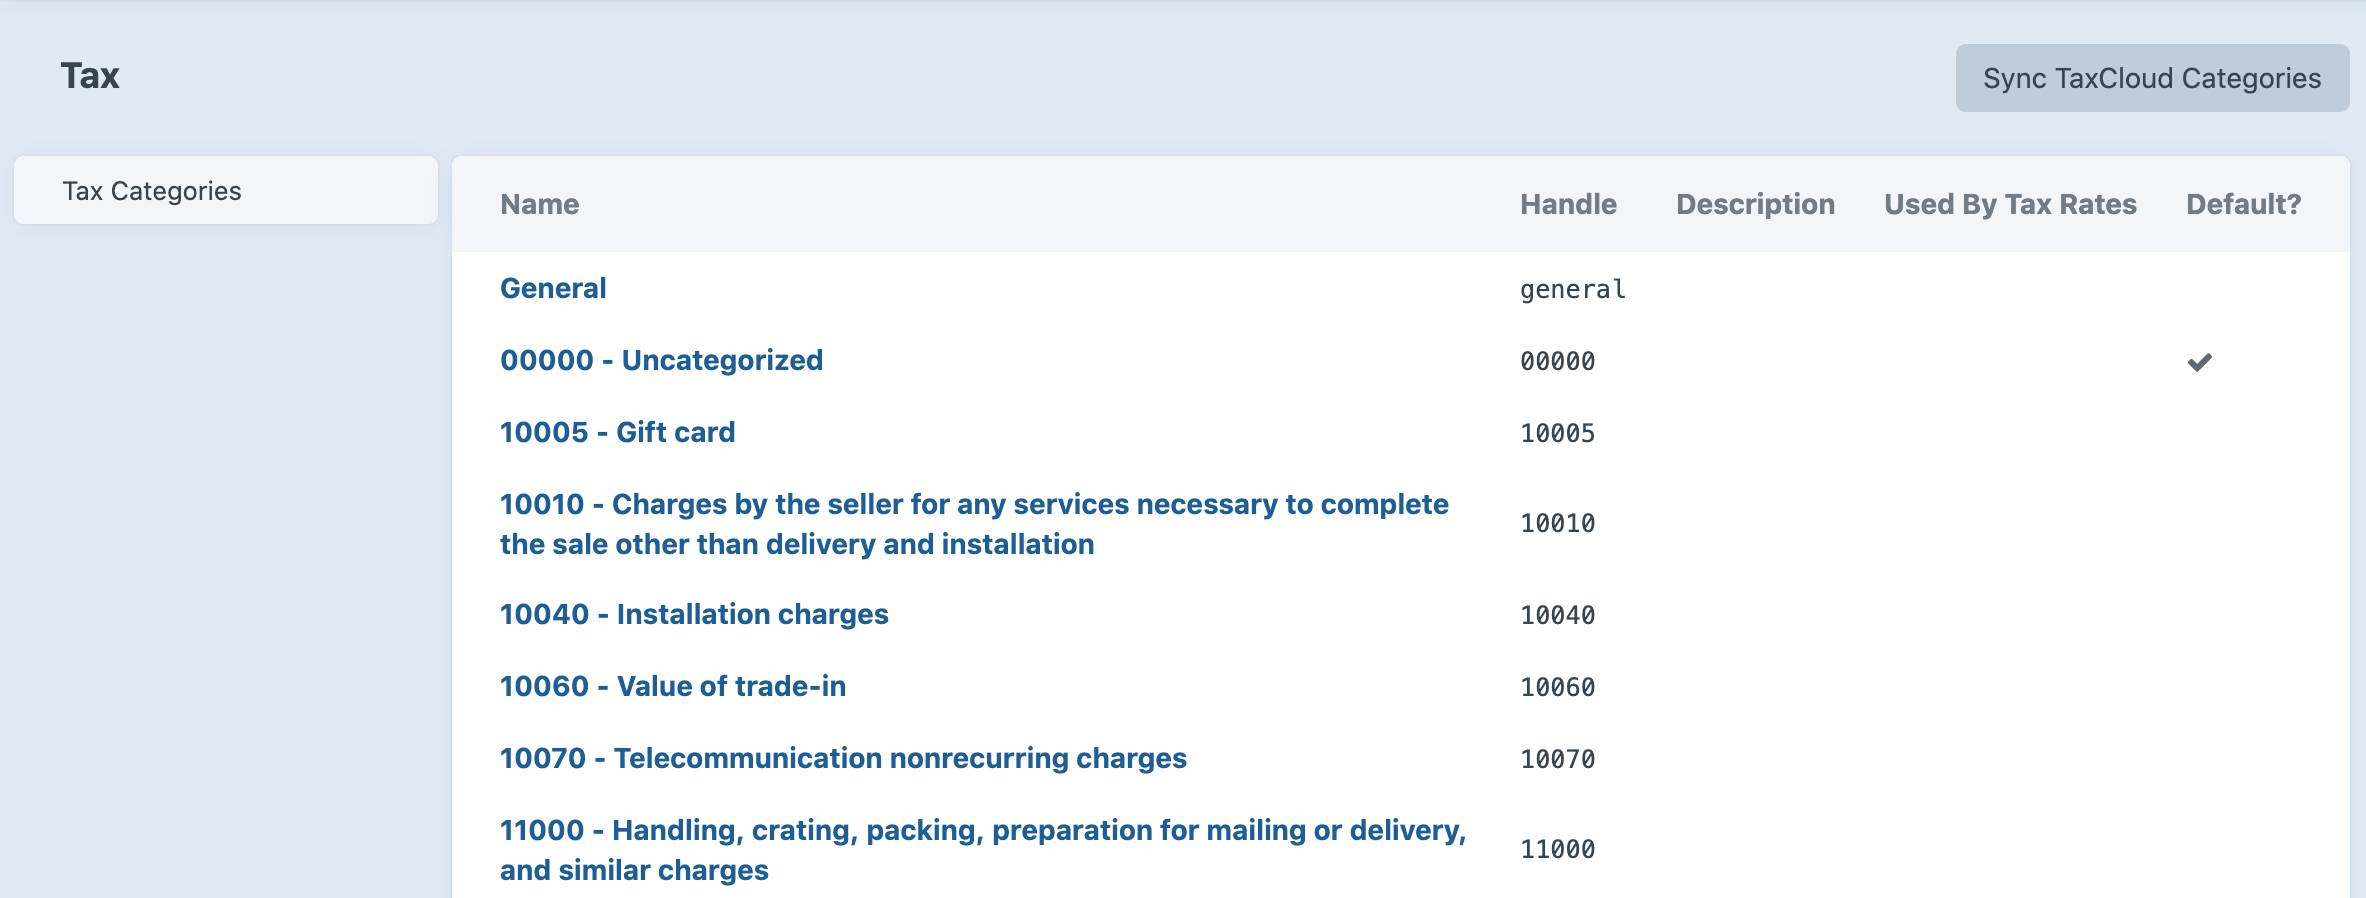 Tax
Sync TaxCloud Categories
Tax Categories
Name Handle Description Used By Tax Rates Default?
General general
00000 - Uncategorized 00000
10005 - Gift card 10005
10010 - Charges by the seller for any services necessary to complete
the sale other than delivery and installation
10010
10040 - Installation charges 10040
10060 - Value of trade-in 10060
10070 - Telecommunication nonrecurring charges 10070
11000 - Handling, crating, packing, preparation for mailing or delivery,
and similar charges
11000